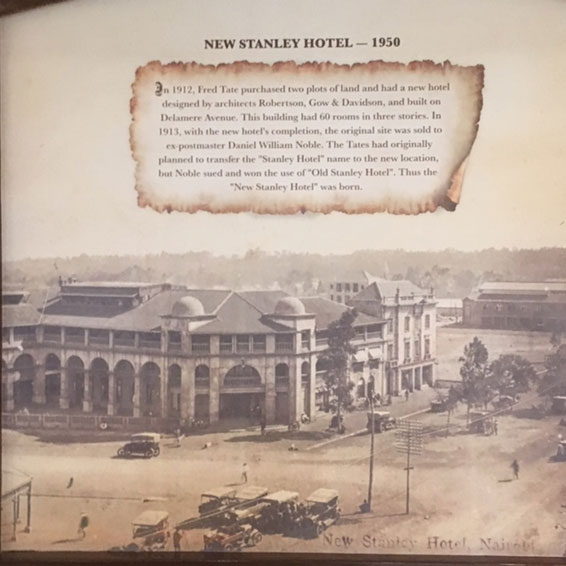 NEW STANLEY HOTEL — 1950
In 1912, Fred Tate purchased two plots of land and had a new hotel
designed by architects Robertson, Gow & Davidson, and built on
Delamere Avenue. This building had 60 rooms in three stories. In
1913, with the new hotel's completion, the original site was sold to
ex-postmaster Daniel William Noble. The Tates had originally
planned to transfer the "Stanley Hotel" name to the new location,
but Noble sued and won the use of "Old Stanley Hotel". Thus the
"New Stanley Hotel" was born.
New Stanley Hotel, Nairobi